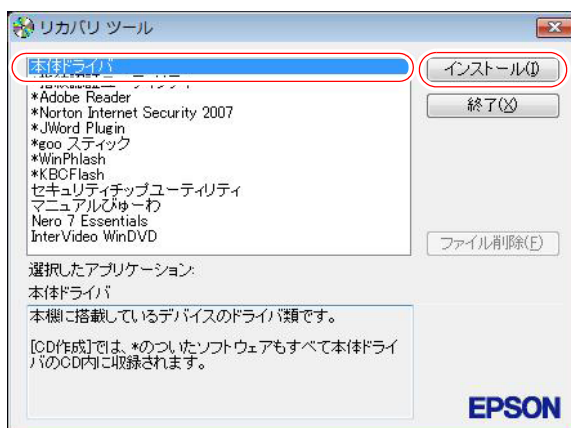 リカバリ ツール
本体ドライバ
*Adobe Reader
*Norton Internet Security 2007
*JWord Plugin
*goo スティック
*WinPhlash
*KBCFlash
セキュリティチップユーティリティ
マニュアルびゅーわ
Nero 7 Essentials
InterVideo WinDVD
インストール(I)
終了(X)
ファイル削除(F)
選択したアプリケーション:
本体ドライバ
本機に搭載しているデバイスのドライバ類です。
[CD作成]では、*のついたソフトウェアもすべて本体ドライ
バのCD内に収録されます。
EPSON